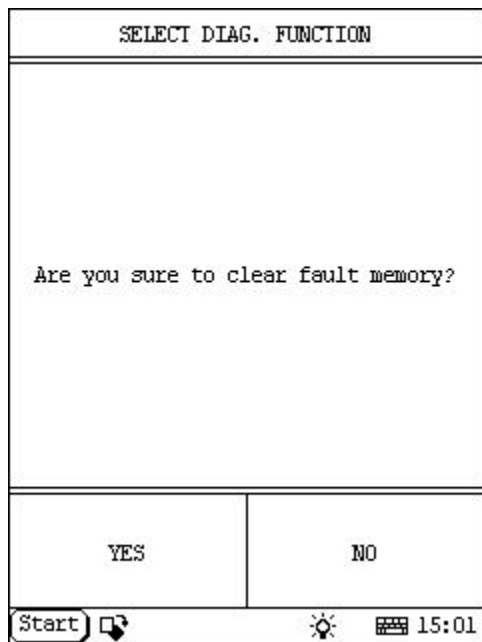 SELECT DIAG. FUNCTION
Are you sure to clear fault memory?
YES NO
Start 15:01